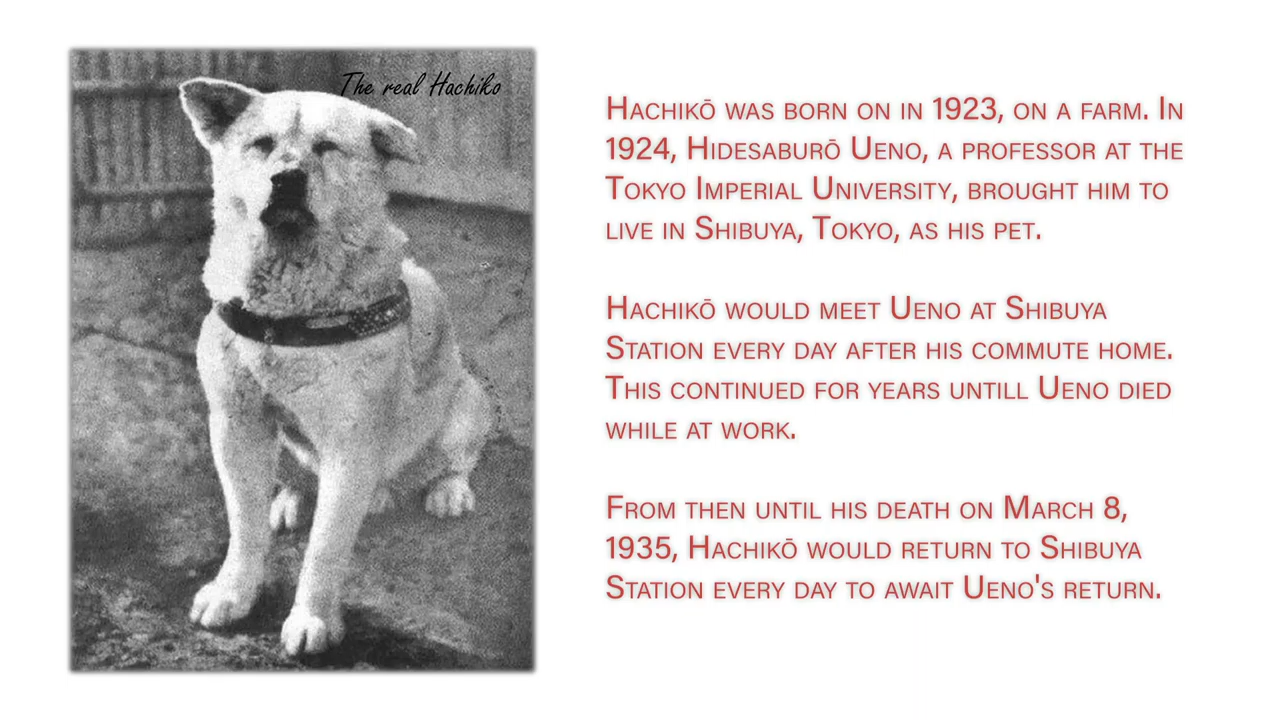 The real Hachiko
Hachikō was born on in 1923, on a farm. In
1924, Hidesaburō Ueno, a professor at the
Tokyo Imperial University, brought him to
live in Shibuya, Tokyo, as his pet.
Hachikō would meet Ueno at Shibuya
Station every day after his commute home.
This continued for years untill Ueno died
while at work.
From then until his death on March 8,
1935, Hachikō would return to Shibuya
Station every day to await Ueno's return.